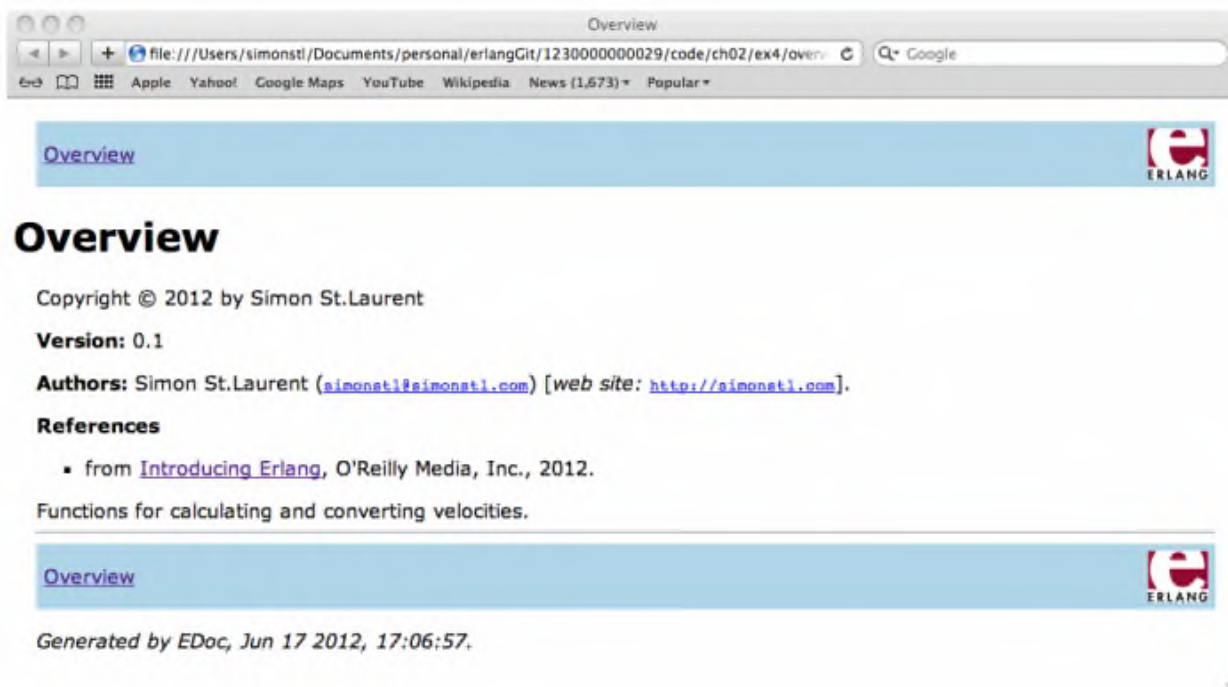 Overview
file:///Users/simonstl/Documents/personal/erlangGit/1230000000029/code/ch02/ex4/over
Google
Apple Yahoo! Google Maps YouTube Wikipedia News (1,673) Popular
Overview
ERLANG
Overview
Copyright © 2012 by Simon St.Laurent
Version: 0.1
Authors: Simon St.Laurent (simonstl@simonstl.com) [web site: http://simonstl.com].
References
▪ from Introducing Erlang, O'Reilly Media, Inc., 2012.
Functions for calculating and converting velocities.
Overview
ERLANG
Generated by EDoc, Jun 17 2012, 17:06:57.